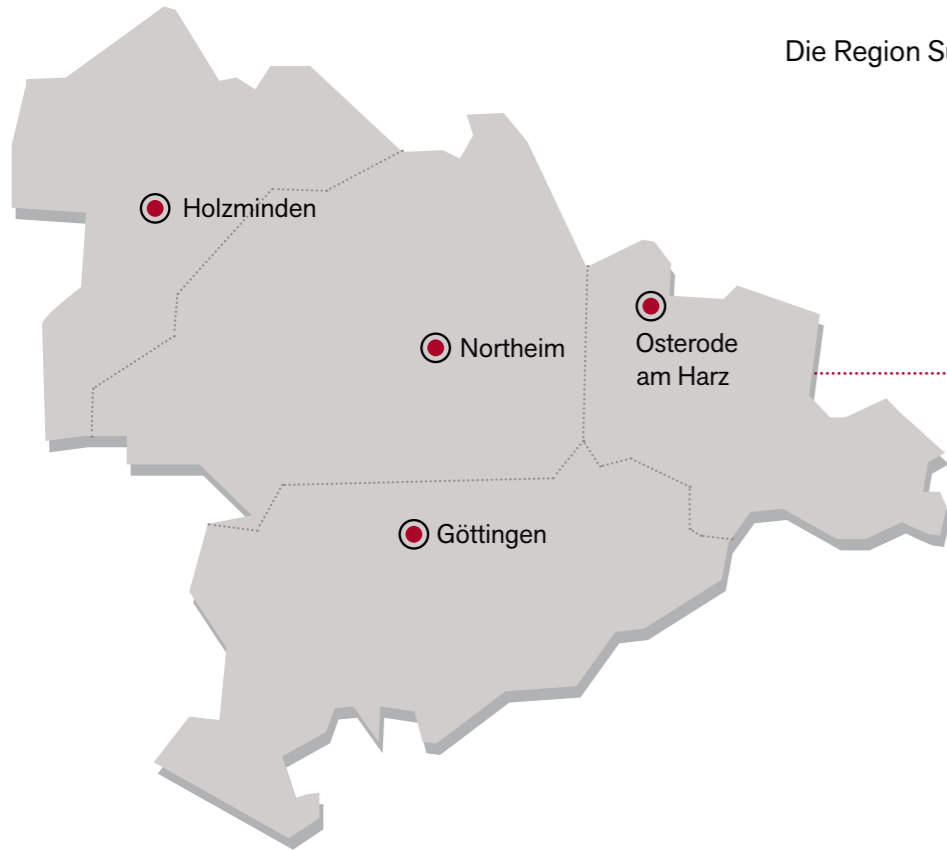 Die Region
Holzminden
Northeim
Osterode
am Harz
Göttingen